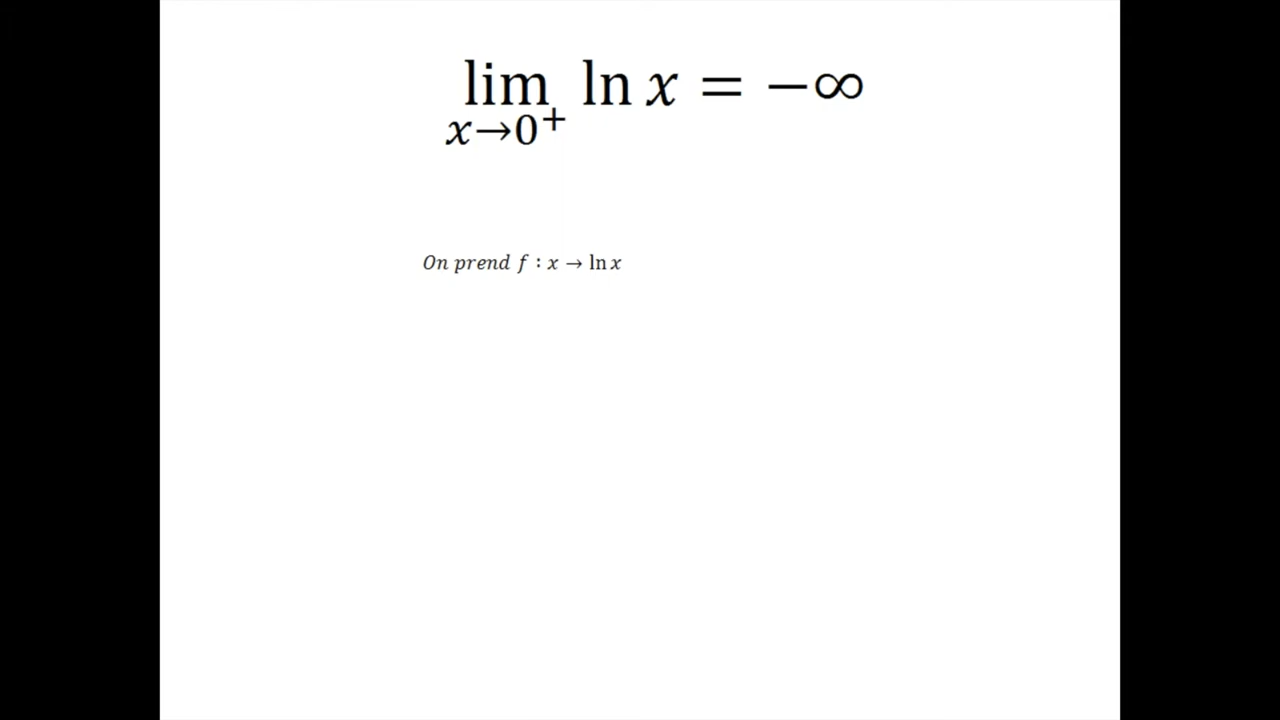 lim ln x = −∞
x→0⁺
On prend f : x → ln x